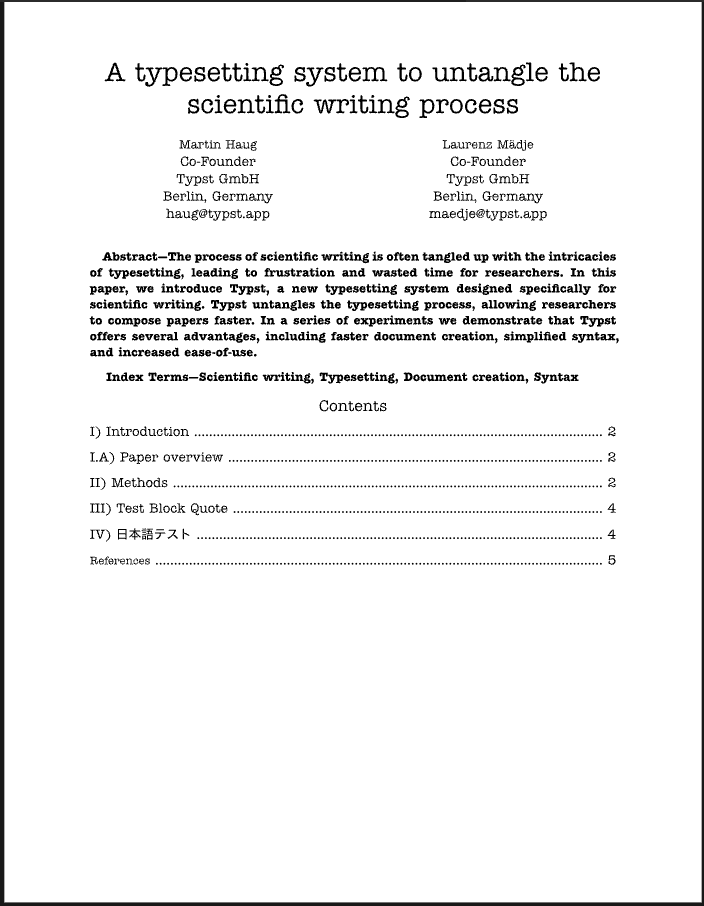 A typesetting system to untangle the
scientific writing process
Martin Haug
Co-Founder
Typst GmbH
Berlin, Germany
haug@typst.app
Laurenz Mädje
Co-Founder
Typst GmbH
Berlin, Germany
maedje@typst.app
Abstract—The process of scientific writing is often tangled up with the intricacies
of typesetting, leading to frustration and wasted time for researchers. In this
paper, we introduce Typst, a new typesetting system designed specifically for
scientific writing. Typst untangles the typesetting process, allowing researchers
to compose papers faster. In a series of experiments we demonstrate that Typst
offers several advantages, including faster document creation, simplified syntax,
and increased ease-of-use.
Index Terms—Scientific writing, Typesetting, Document creation, Syntax
Contents
I) Introduction ........................................ 2
I.A) Paper overview ........................................ 2
II) Methods ........................................ 2
III) Test Block Quote ........................................ 4
IV) 日本語テスト ........................................ 4
References ........................................ 5